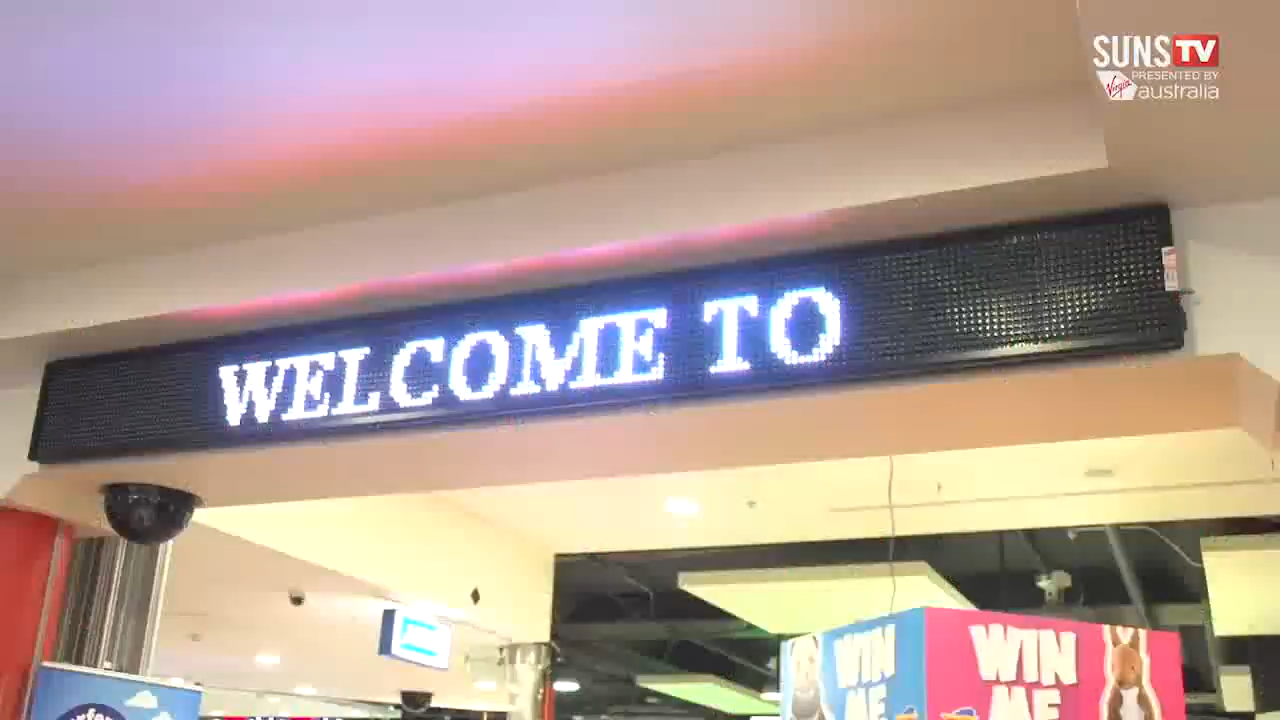 SUNS TV
PRESENTED BY
Virgin australia
WELCOME TO
WIN
ME
WIN
ME